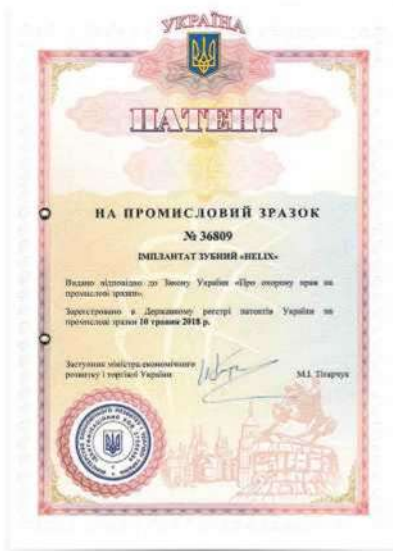 УКРАЇНА
ПАТЕНТ
НА ПРОМИСЛОВИЙ ЗРАЗОК
№ 36809
ІМПЛАНТАТ ЗУБНИЙ «HELIX»
Видано відповідно до Закону України «Про охорону прав на
промислові зразки».
Зареєстровано в Державному реєстрі патентів України на
промислові зразки 10 травня 2018 р.
Заступник міністра економічного
розвитку і торгівлі України
М.І. Тітарчук